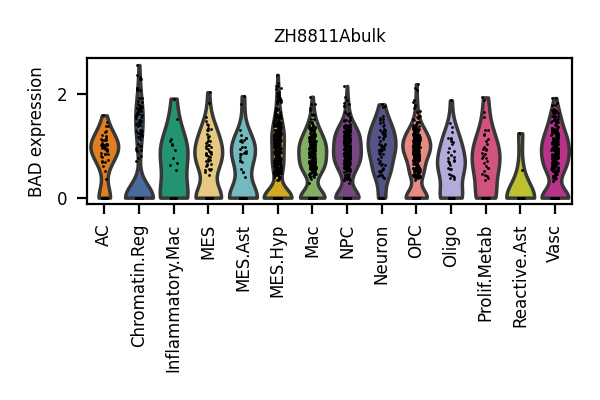 ZH8811Abulk
BAD expression
2
0
AC
Chromatin.Reg
Inflammatory.Mac
MES
MES.Ast
MES.Hyp
Mac
NPC
Neuron
OPC
Oligo
Prolif.Metab
Reactive.Ast
Vasc